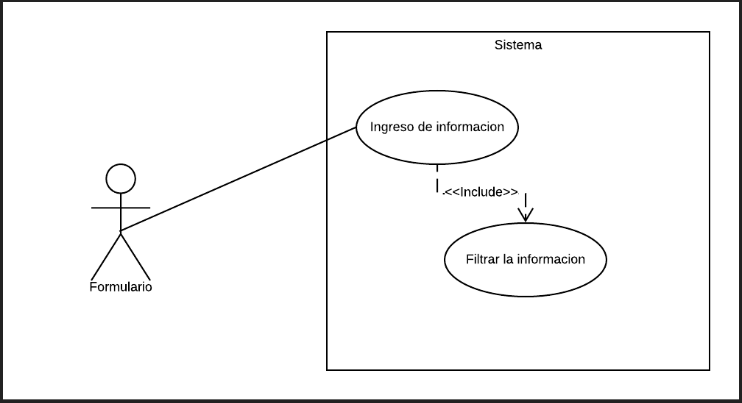 Sistema
Ingreso de informacion
<<Include>>
Filtrar la informacion
Formulario